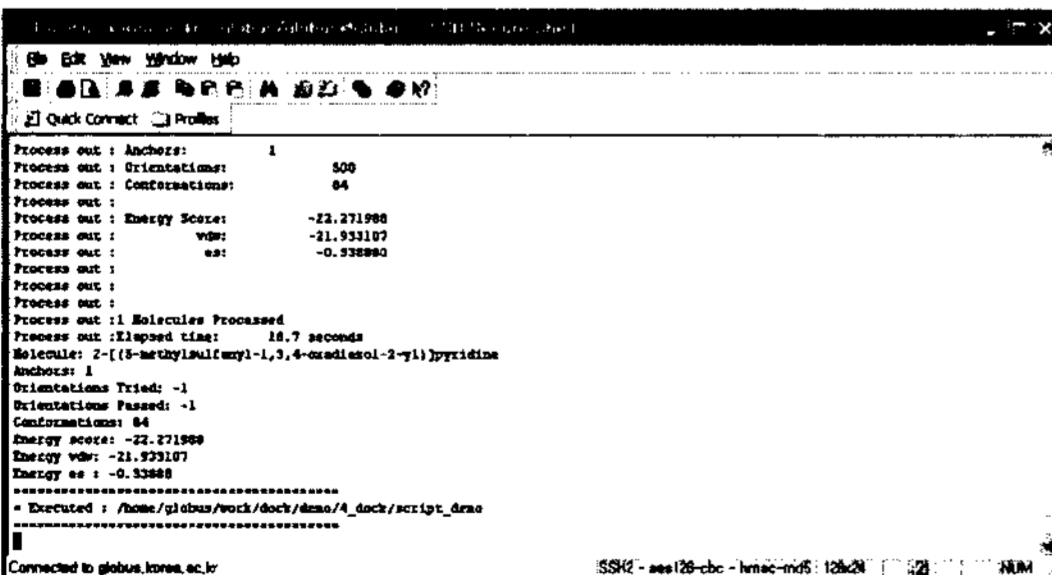 File Edit View Window Help
Quick Connect Profiles
Process out : Anchors: 1
Process out : Orientations: 500
Process out : Conformations: 84
Process out :
Process out : Energy Score: -22.271988
Process out : vdw: -21.933107
Process out : es: -0.338880
Process out :
Process out :
Process out :
Process out :1 Molecules Processed
Process out :Elapsed time: 18.7 seconds
Molecule: 2-[(5-methylsulfanyl-1,3,4-oxadiazol-2-yl)]pyridine
Anchors: 1
Orientations Tried: -1
Orientations Passed: -1
Conformations: 84
Energy score: -22.271988
Energy vdw: -21.933107
Energy es : -0.33888
= Executed : /home/globus/work/dock/demo/4_dock/script_demo
Connected to globus.korea.ac.kr SSH2 - aes128-cbc - hmac-md5 128x24 NUM